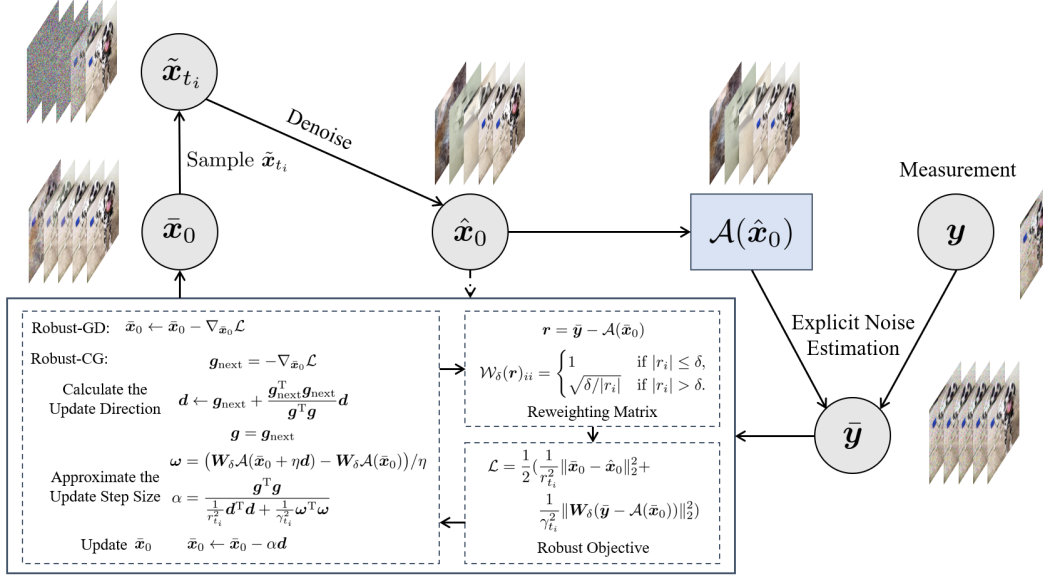 x̃_{t_i}
Denoise
Sample x̃_{t_i}
Measurement
x̄_0
x̂_0
𝒜(x̂_0)
y
Explicit Noise
Estimation
ȳ
Robust-GD: x̄_0 ← x̄_0 − ∇_{x̄_0} ℒ
Robust-CG: g_next = −∇_{x̄_0} ℒ
Calculate the
Update Direction
d ← g_next + (g_next^T g_next / g^T g) d
g = g_next
ω = (W_δ 𝒜(x̄_0 + ηd) − W_δ 𝒜(x̄_0))/η
Approximate the
Update Step Size
α = g^T g / (1/r_{t_i}^2 d^T d + 1/γ_{t_i}^2 ω^T ω)
Update x̄_0 x̄_0 ← x̄_0 − αd
r = ȳ − 𝒜(x̄_0)
𝒲_δ(r)_{ii} = { 1 if |r_i| ≤ δ,
√(δ/|r_i|) if |r_i| > δ.
Reweighting Matrix
ℒ = 1/2 (1/r_{t_i}^2 ‖x̄_0 − x̂_0‖_2^2 +
1/γ_{t_i}^2 ‖W_δ(ȳ − 𝒜(x̄_0))‖_2^2)
Robust Objective